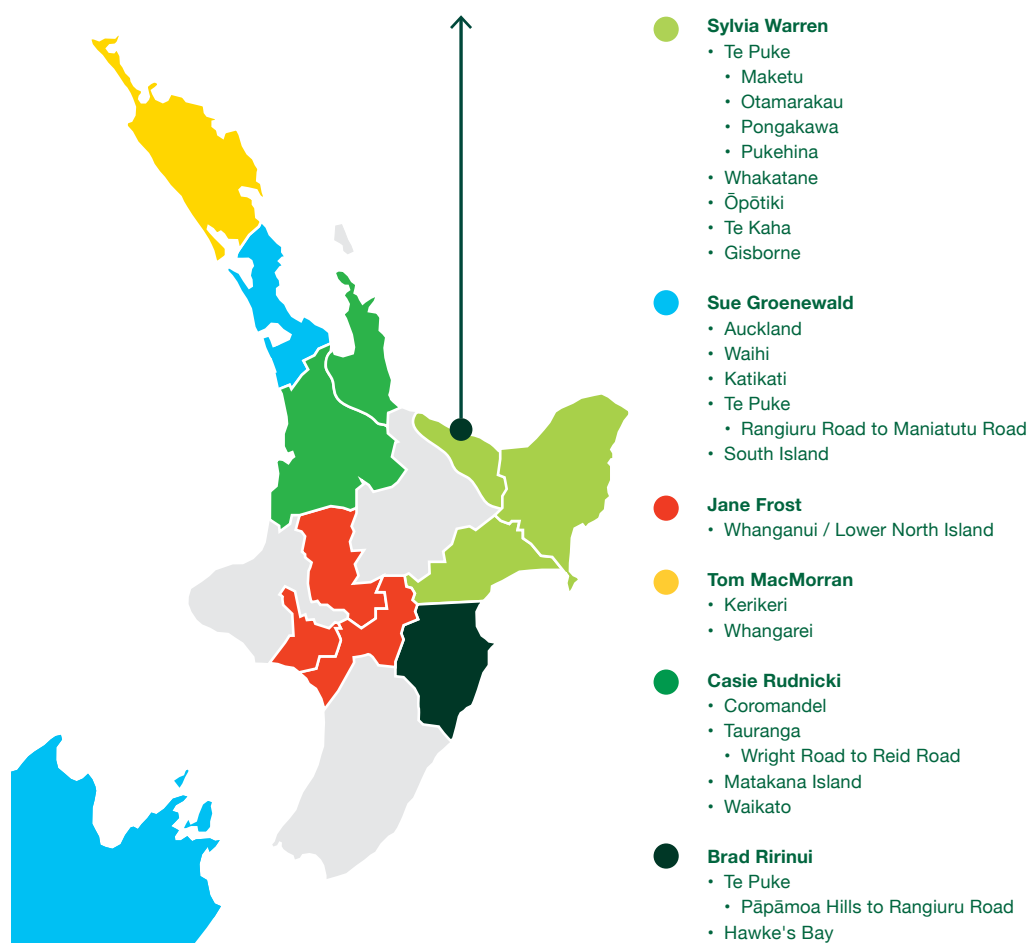 Sylvia Warren
• Te Puke
• Maketu
• Otamarakau
• Pongakawa
• Pukehina
• Whakatane
• Ōpōtiki
• Te Kaha
• Gisborne
Sue Groenewald
• Auckland
• Waihi
• Katikati
• Te Puke
• Rangiuru Road to Maniatutu Road
• South Island
Jane Frost
• Whanganui / Lower North Island
Tom MacMorran
• Kerikeri
• Whangarei
Casie Rudnicki
• Coromandel
• Tauranga
• Wright Road to Reid Road
• Matakana Island
• Waikato
Brad Ririnui
• Te Puke
• Pāpāmoa Hills to Rangiuru Road
• Hawke's Bay